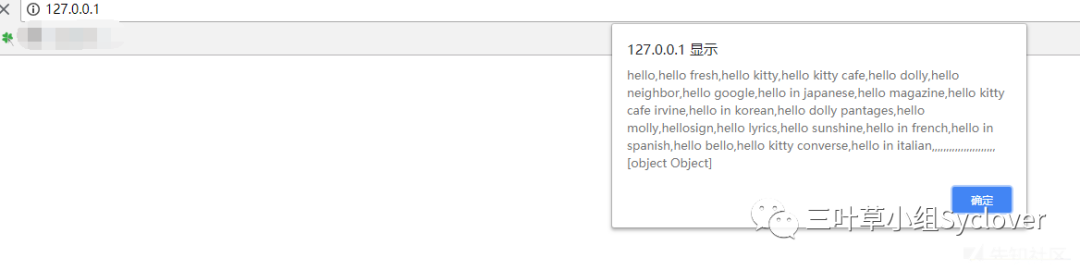 127.0.0.1
127.0.0.1 显示
hello,hello fresh,hello kitty,hello kitty cafe,hello dolly,hello
neighbor,hello google,hello in japanese,hello magazine,hello kitty
cafe irvine,hello in korean,hello dolly pantages,hello
molly,hellosign,hello lyrics,hello sunshine,hello in french,hello in
spanish,hello bello,hello kitty converse,hello in italian,,,,,,,,,,,,,,,,,,,,,,
[object Object]
确定
三叶草小组Syclover